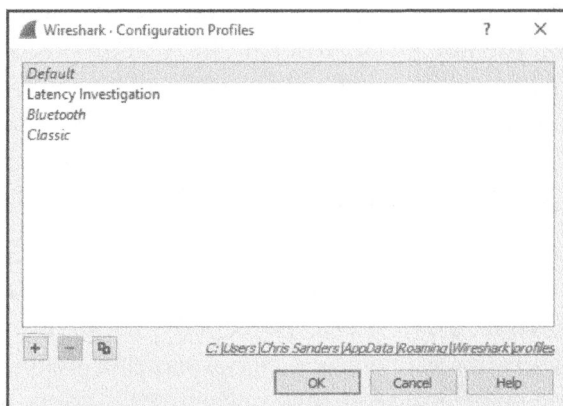 Wireshark · Configuration Profiles ? ×
Default
Latency Investigation
Bluetooth
Classic
+ −
C:\Users\Chris Sanders\AppData\Roaming\Wireshark\profiles
OK Cancel Help